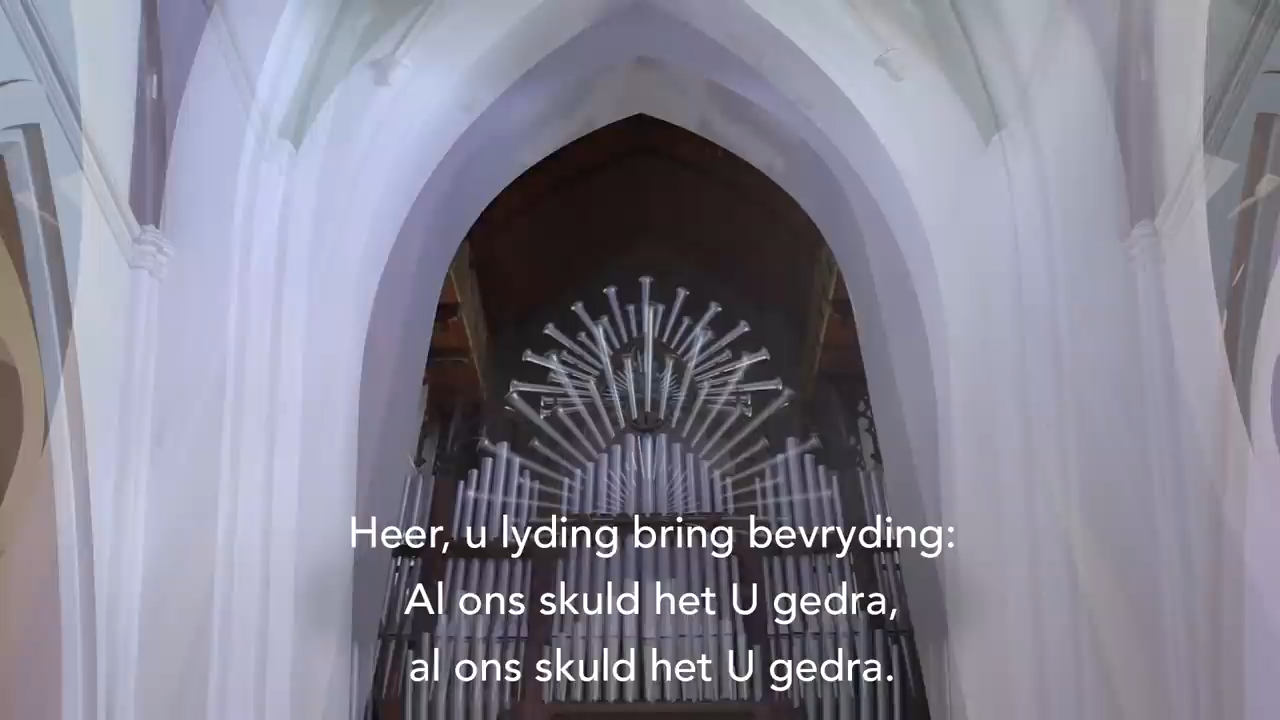 Heer, u lyding bring bevryding:
Al ons skuld het U gedra,
al ons skuld het U gedra.